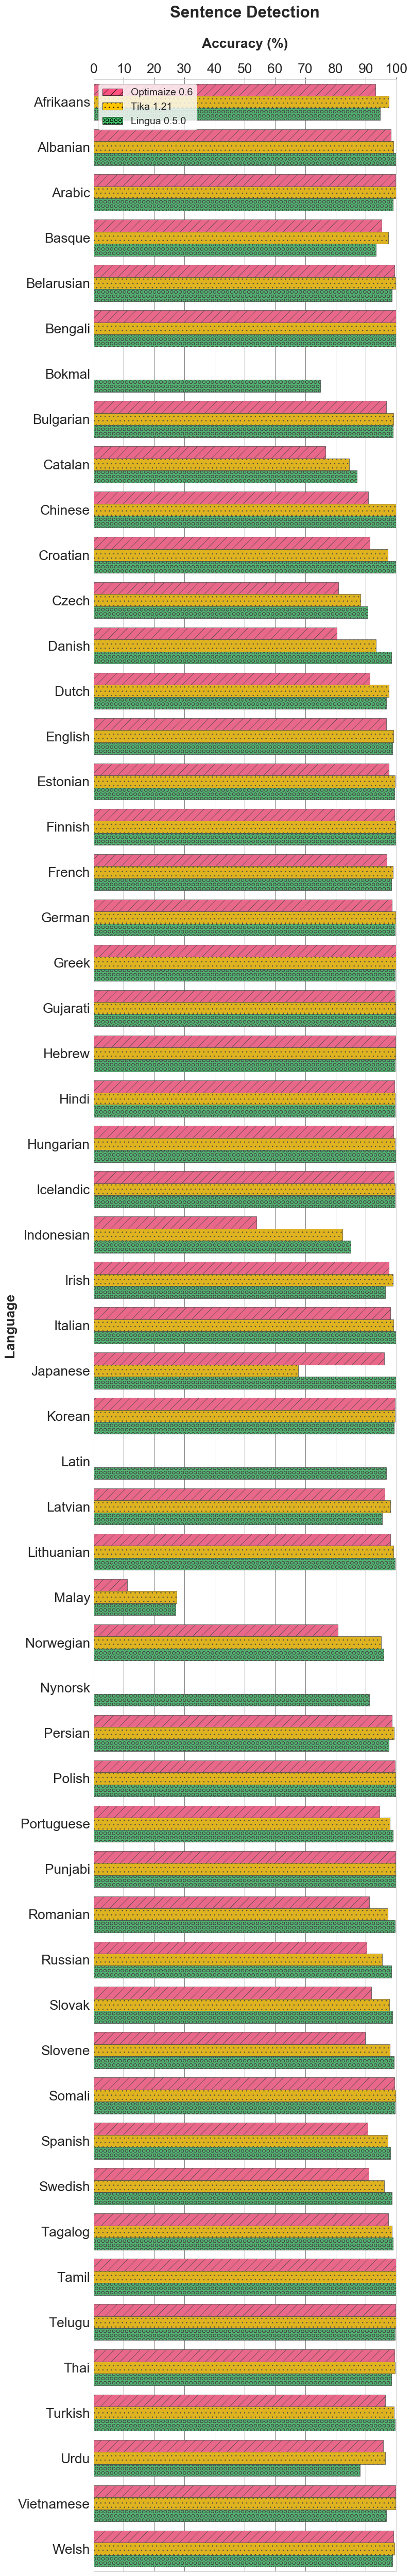 Sentence Detection
Accuracy (%)
0 10 20 30 40 50 60 70 80 90 100
Optimaize 0.6
Tika 1.21
Lingua 0.5.0
Language
Afrikaans
Albanian
Arabic
Basque
Belarusian
Bengali
Bokmal
Bulgarian
Catalan
Chinese
Croatian
Czech
Danish
Dutch
English
Estonian
Finnish
French
German
Greek
Gujarati
Hebrew
Hindi
Hungarian
Icelandic
Indonesian
Irish
Italian
Japanese
Korean
Latin
Latvian
Lithuanian
Malay
Norwegian
Nynorsk
Persian
Polish
Portuguese
Punjabi
Romanian
Russian
Slovak
Slovene
Somali
Spanish
Swedish
Tagalog
Tamil
Telugu
Thai
Turkish
Urdu
Vietnamese
Welsh